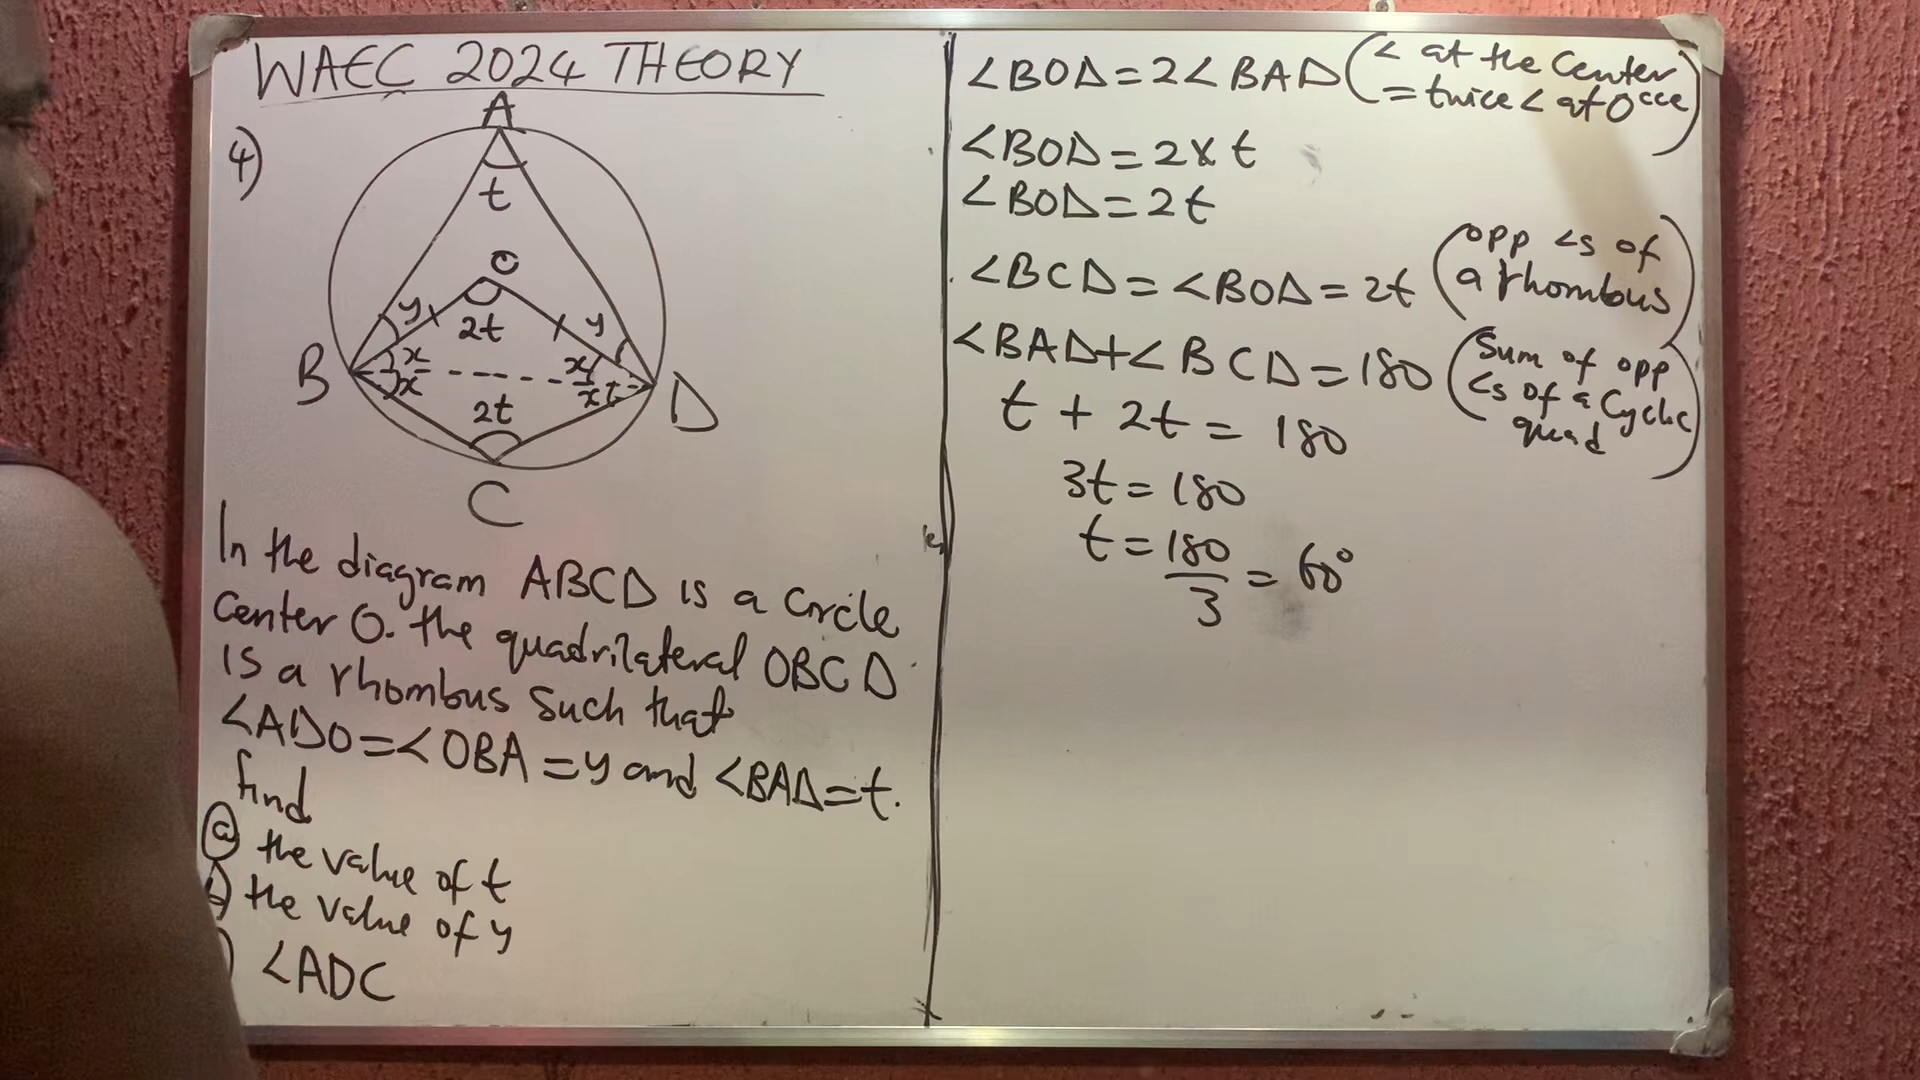 WAEC 2024 THEORY
4)
A
t
O
y
y
2t
B
x
x
x
x
D
2t
C
In the diagram ABCD is a Circle
Center O. the quadrilateral OBCD
is a rhombus Such that
∠ADO = ∠OBA = y and ∠BAD = t.
find
(a) the value of t
b) the value of y
) ∠ADC
∠BOD = 2∠BAD (∠ at the Center
= twice ∠ at Occe)
∠BOD = 2 x t
∠BOD = 2t
∠BCD = ∠BOD = 2t (opp ∠s of
a rhombus)
∠BAD + ∠BCD = 180 (Sum of opp
∠s of a Cyclic
quad)
t + 2t = 180
3t = 180
t = 180/3 = 60°